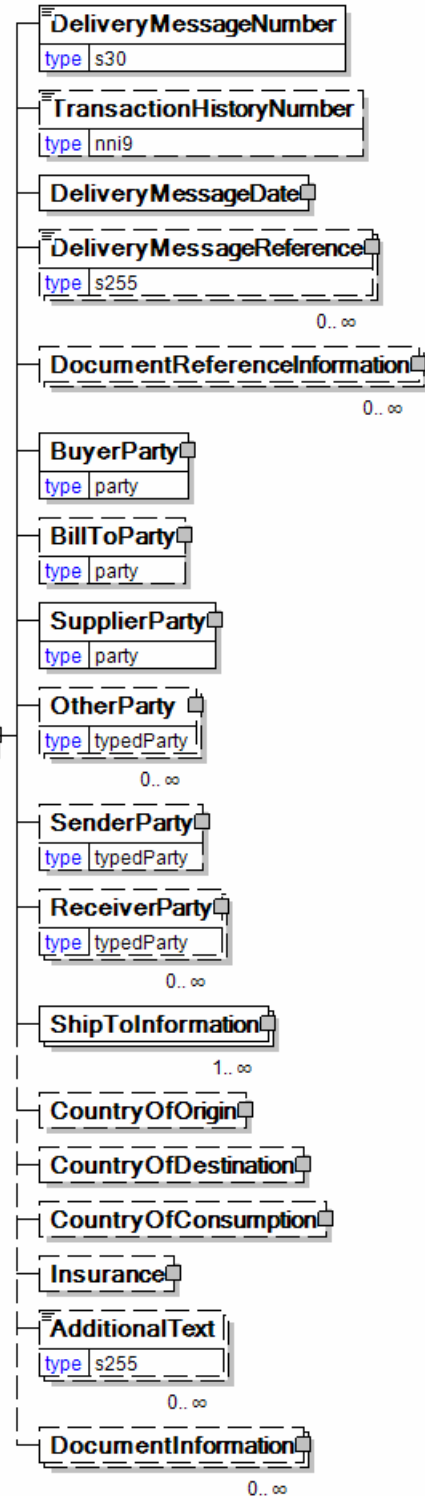 DeliveryMessageNumber
type s30
TransactionHistoryNumber
type nni9
DeliveryMessageDate
DeliveryMessageReference
type s255
0.. ∞
DocumentReferenceInformation
0.. ∞
BuyerParty
type party
BillToParty
type party
SupplierParty
type party
OtherParty
type typedParty
0.. ∞
SenderParty
type typedParty
ReceiverParty
type typedParty
0.. ∞
ShipToInformation
1.. ∞
CountryOfOrigin
CountryOfDestination
CountryOfConsumption
Insurance
AdditionalText
type s255
0.. ∞
DocumentInformation
0.. ∞